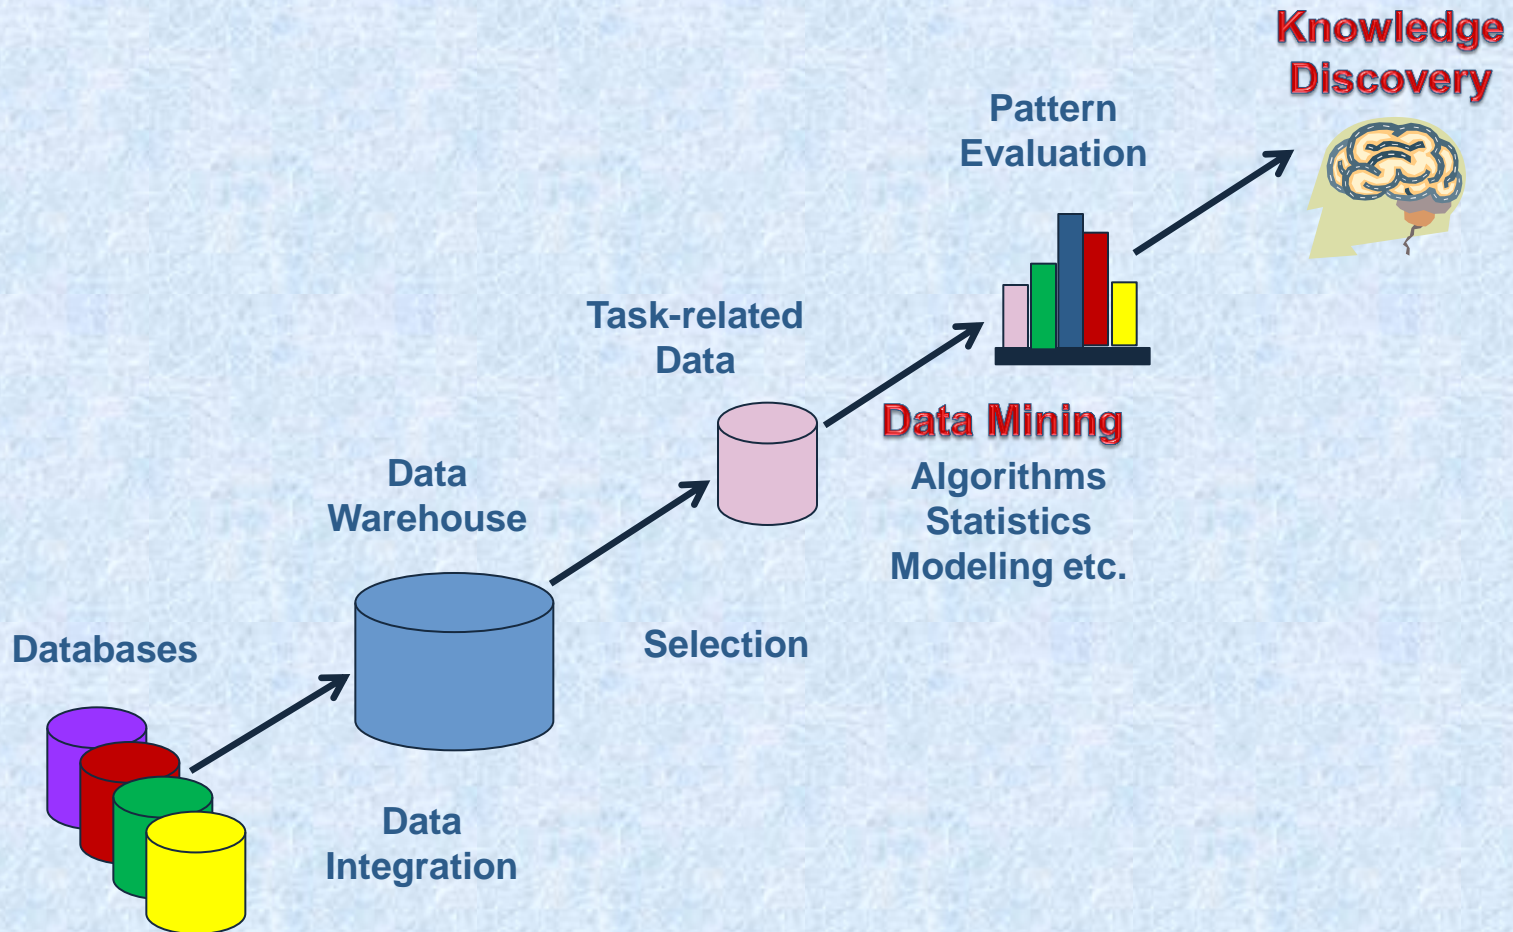 Knowledge
Discovery
Pattern
Evaluation
Task-related
Data
Data Mining
Algorithms
Statistics
Modeling etc.
Data
Warehouse
Selection
Databases
Data
Integration